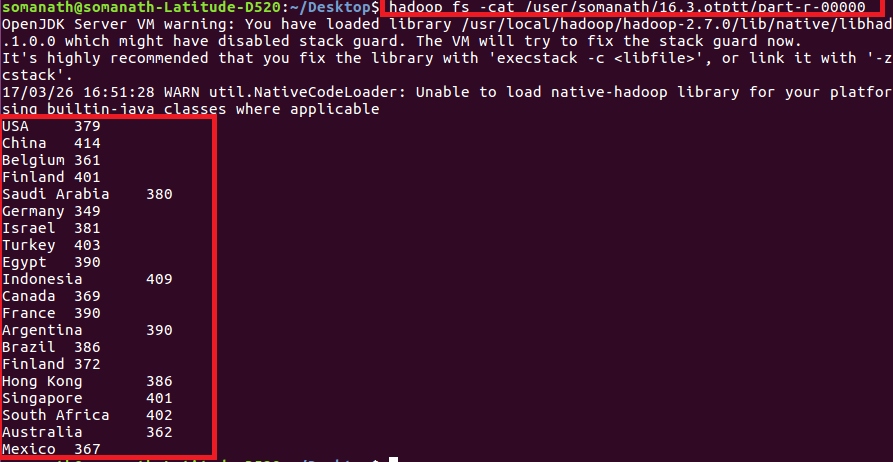 somanath@somanath-Latitude-D520:~/Desktop$ hadoop fs -cat /user/somanath/16.3.otptt/part-r-00000
OpenJDK Server VM warning: You have loaded library /usr/local/hadoop/hadoop-2.7.0/lib/native/libhad
.1.0.0 which might have disabled stack guard. The VM will try to fix the stack guard now.
It's highly recommended that you fix the library with 'execstack -c <libfile>', or link it with '-z
cstack'.
17/03/26 16:51:28 WARN util.NativeCodeLoader: Unable to load native-hadoop library for your platfor
sing builtin-java classes where applicable
USA 379
China 414
Belgium 361
Finland 401
Saudi Arabia 380
Germany 349
Israel 381
Turkey 403
Egypt 390
Indonesia 409
Canada 369
France 390
Argentina 390
Brazil 386
Finland 372
Hong Kong 386
Singapore 401
South Africa 402
Australia 362
Mexico 367